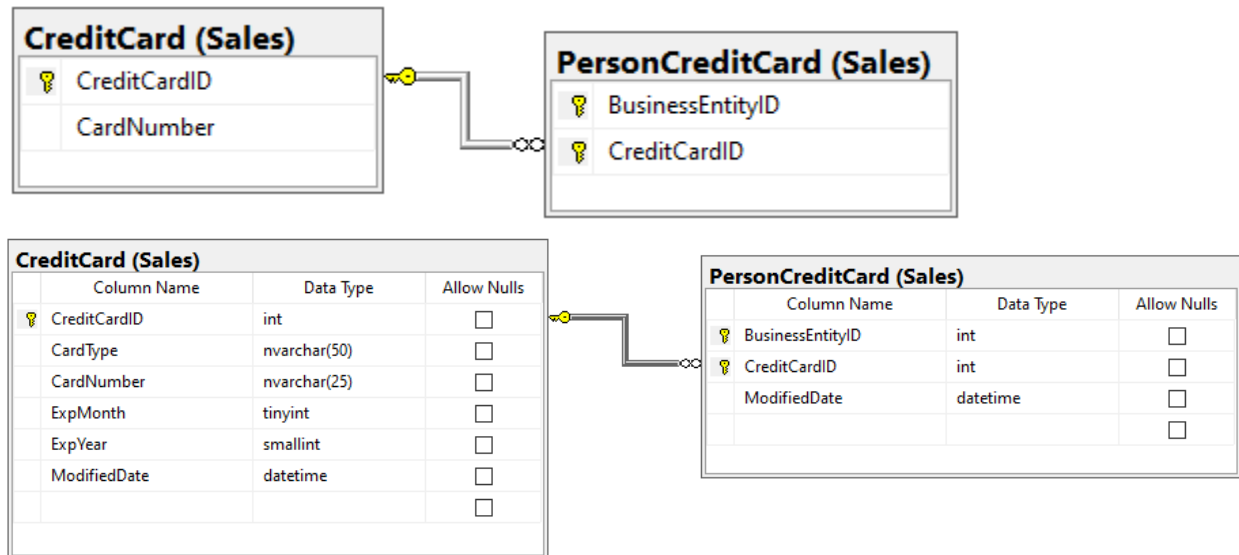 CreditCard (Sales)
CreditCardID
CardNumber
PersonCreditCard (Sales)
BusinessEntityID
CreditCardID
CreditCard (Sales)
Column Name Data Type Allow Nulls
CreditCardID int
CardType nvarchar(50)
CardNumber nvarchar(25)
ExpMonth tinyint
ExpYear smallint
ModifiedDate datetime
PersonCreditCard (Sales)
Column Name Data Type Allow Nulls
BusinessEntityID int
CreditCardID int
ModifiedDate datetime